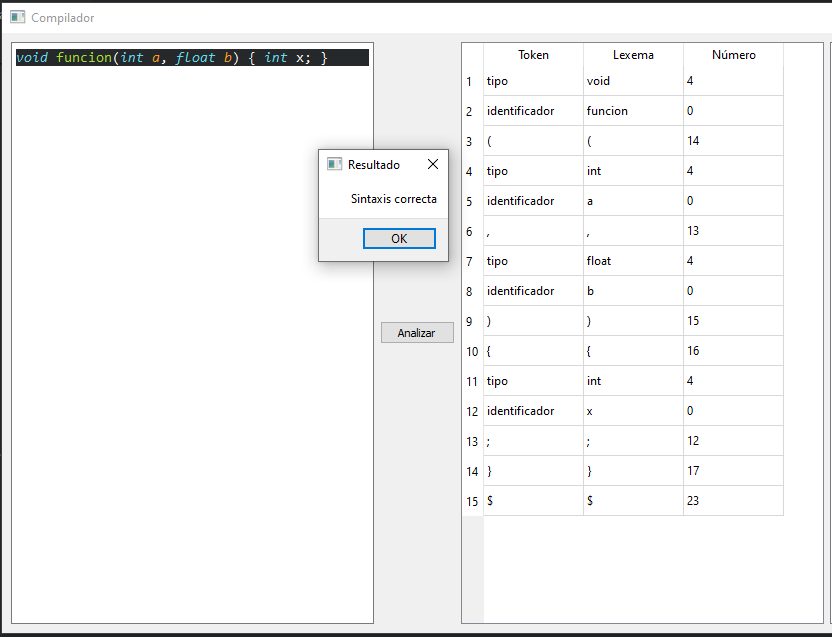 Compilador
void funcion(int a, float b) { int x; }
Resultado
Sintaxis correcta
OK
Analizar
Token Lexema Número
1 tipo void 4
2 identificador funcion 0
3 ( ( 14
4 tipo int 4
5 identificador a 0
6 , , 13
7 tipo float 4
8 identificador b 0
9 ) ) 15
10 { { 16
11 tipo int 4
12 identificador x 0
13 ; ; 12
14 } } 17
15 $ $ 23